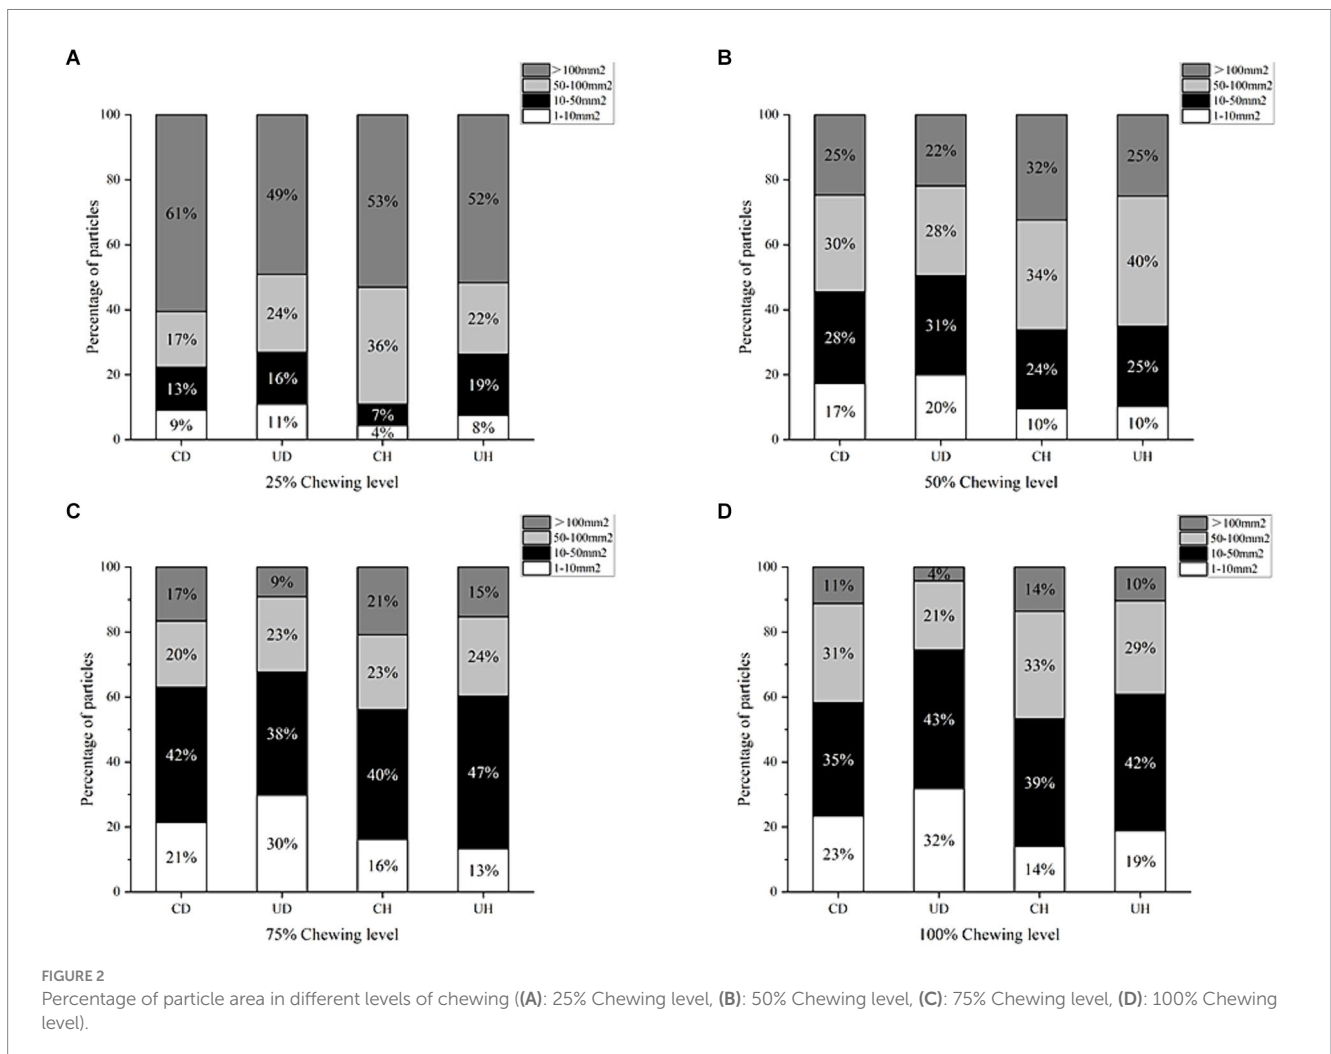 A
>100mm2
50-100mm2
10-50mm2
1-10mm2
Percentage of particles
100
80
60
40
20
0
61%
17%
13%
9%
49%
24%
16%
11%
53%
36%
7%
4%
52%
22%
19%
8%
CD UD CH UH
25% Chewing level
B
>100mm2
50-100mm2
10-50mm2
1-10mm2
Percentage of particles
100
80
60
40
20
0
25%
30%
28%
17%
22%
28%
31%
20%
32%
34%
24%
10%
25%
40%
25%
10%
CD UD CH UH
50% Chewing level
C
>100mm2
50-100mm2
10-50mm2
1-10mm2
Percentage of particles
100
80
60
40
20
0
17%
20%
42%
21%
9%
23%
38%
30%
21%
23%
40%
16%
15%
24%
47%
13%
CD UD CH UH
75% Chewing level
D
>100mm2
50-100mm2
10-50mm2
1-10mm2
Percentage of particles
100
80
60
40
20
0
11%
31%
35%
23%
4%
21%
43%
32%
14%
33%
39%
14%
10%
29%
42%
19%
CD UD CH UH
100% Chewing level
FIGURE 2
Percentage of particle area in different levels of chewing ((A): 25% Chewing level, (B): 50% Chewing level, (C): 75% Chewing level, (D): 100% Chewing
level).